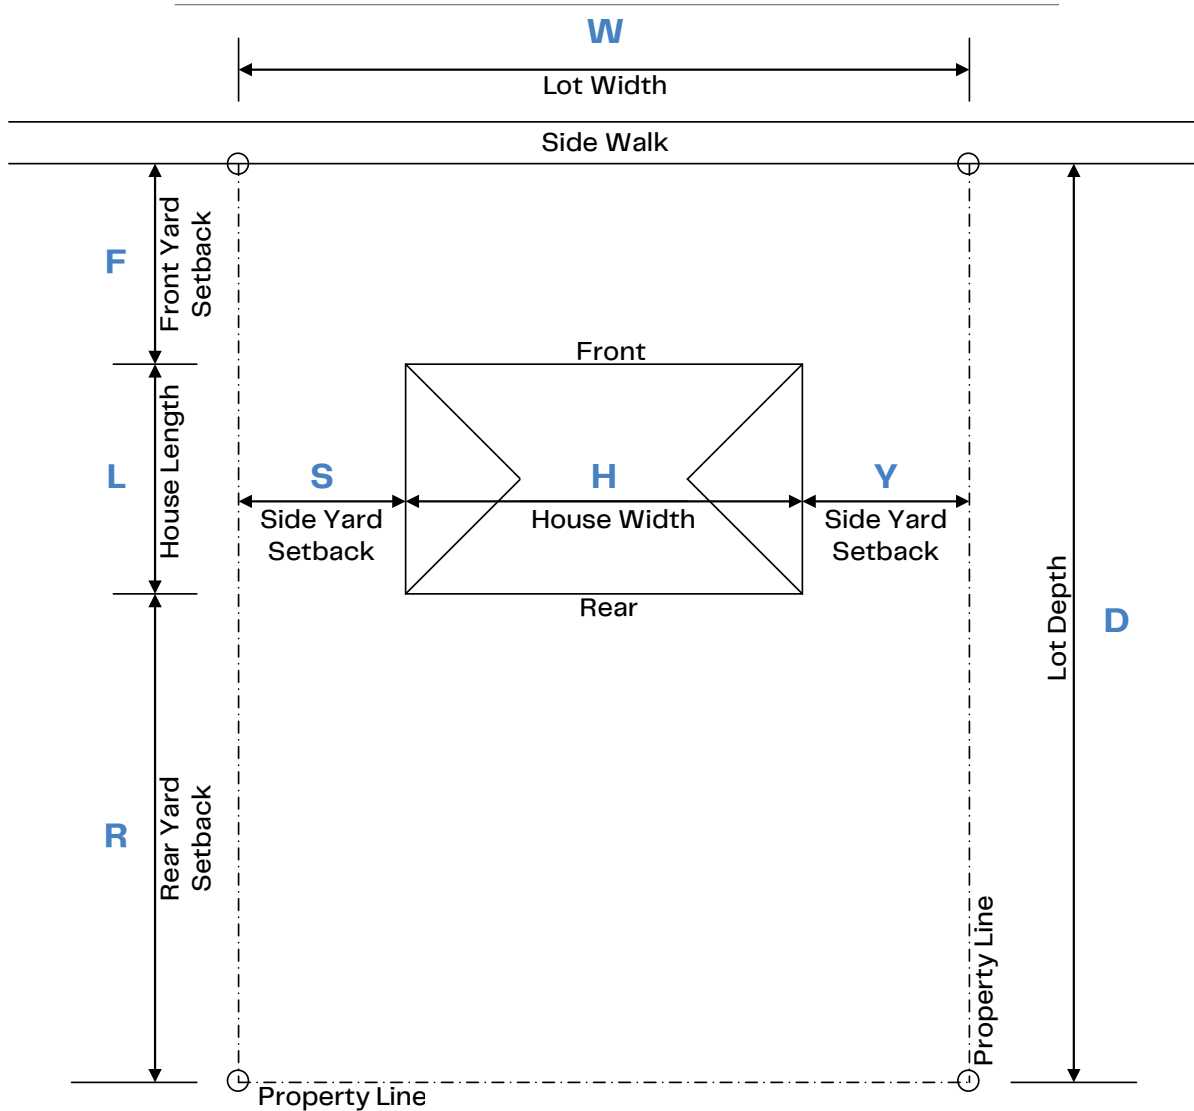 W
Lot Width
Side Walk
F
Front Yard
Setback
Front
L
House Length
S
Side Yard
Setback
H
House Width
Y
Side Yard
Setback
Rear
Lot Depth
D
R
Rear Yard
Setback
Property Line
Property Line